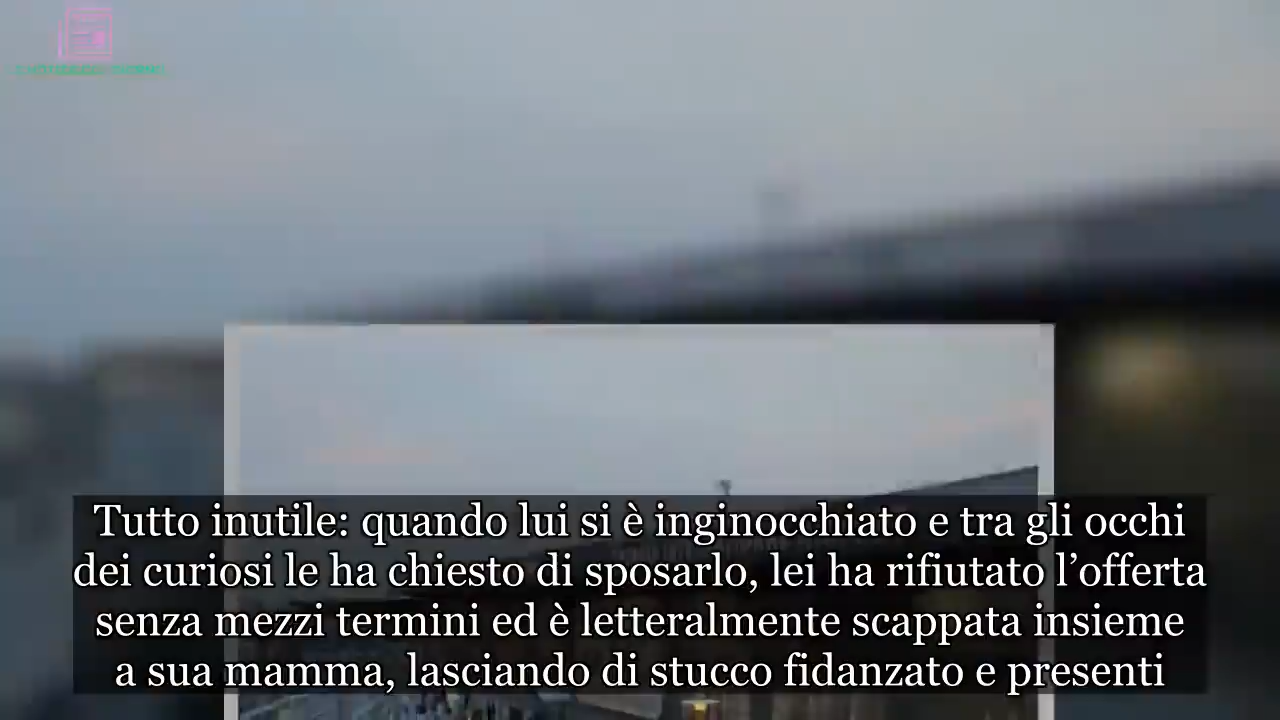 Tutto inutile: quando lui si è inginocchiato e tra gli occhi
dei curiosi le ha chiesto di sposarlo, lei ha rifiutato l’offerta
senza mezzi termini ed è letteralmente scappata insieme
a sua mamma, lasciando di stucco fidanzato e presenti